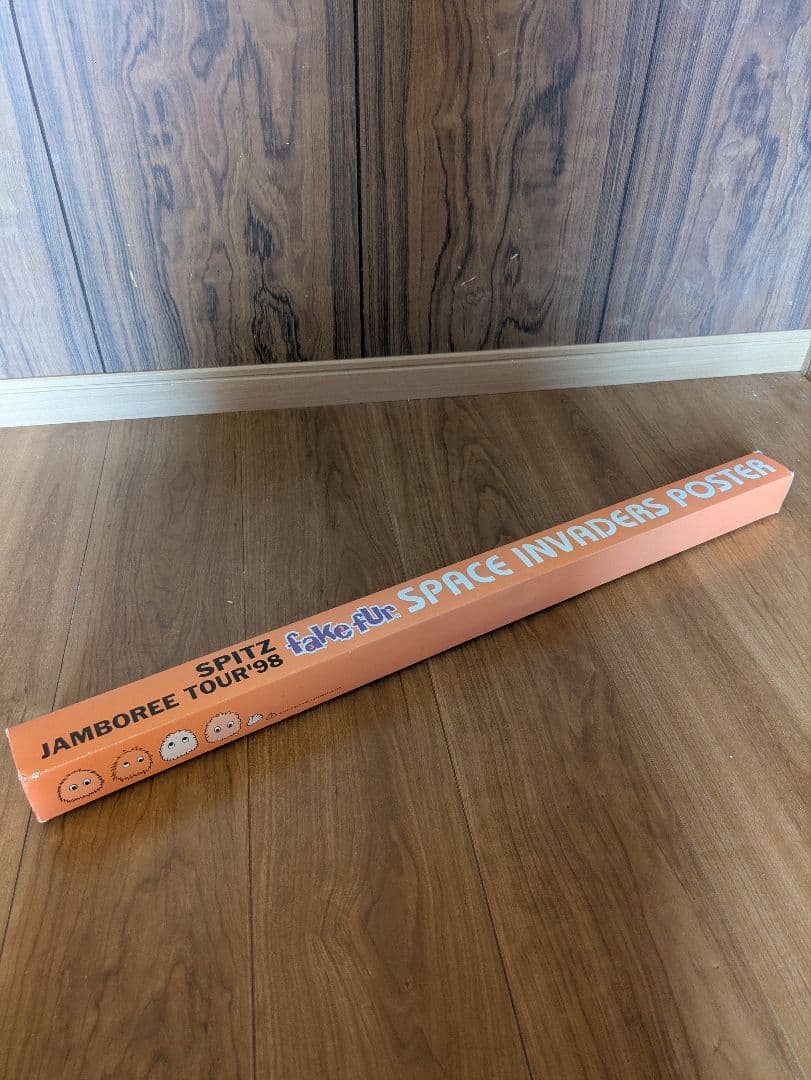 SPITZ
JAMBOREE TOUR'98
fake fur
SPACE INVADERS POSTER